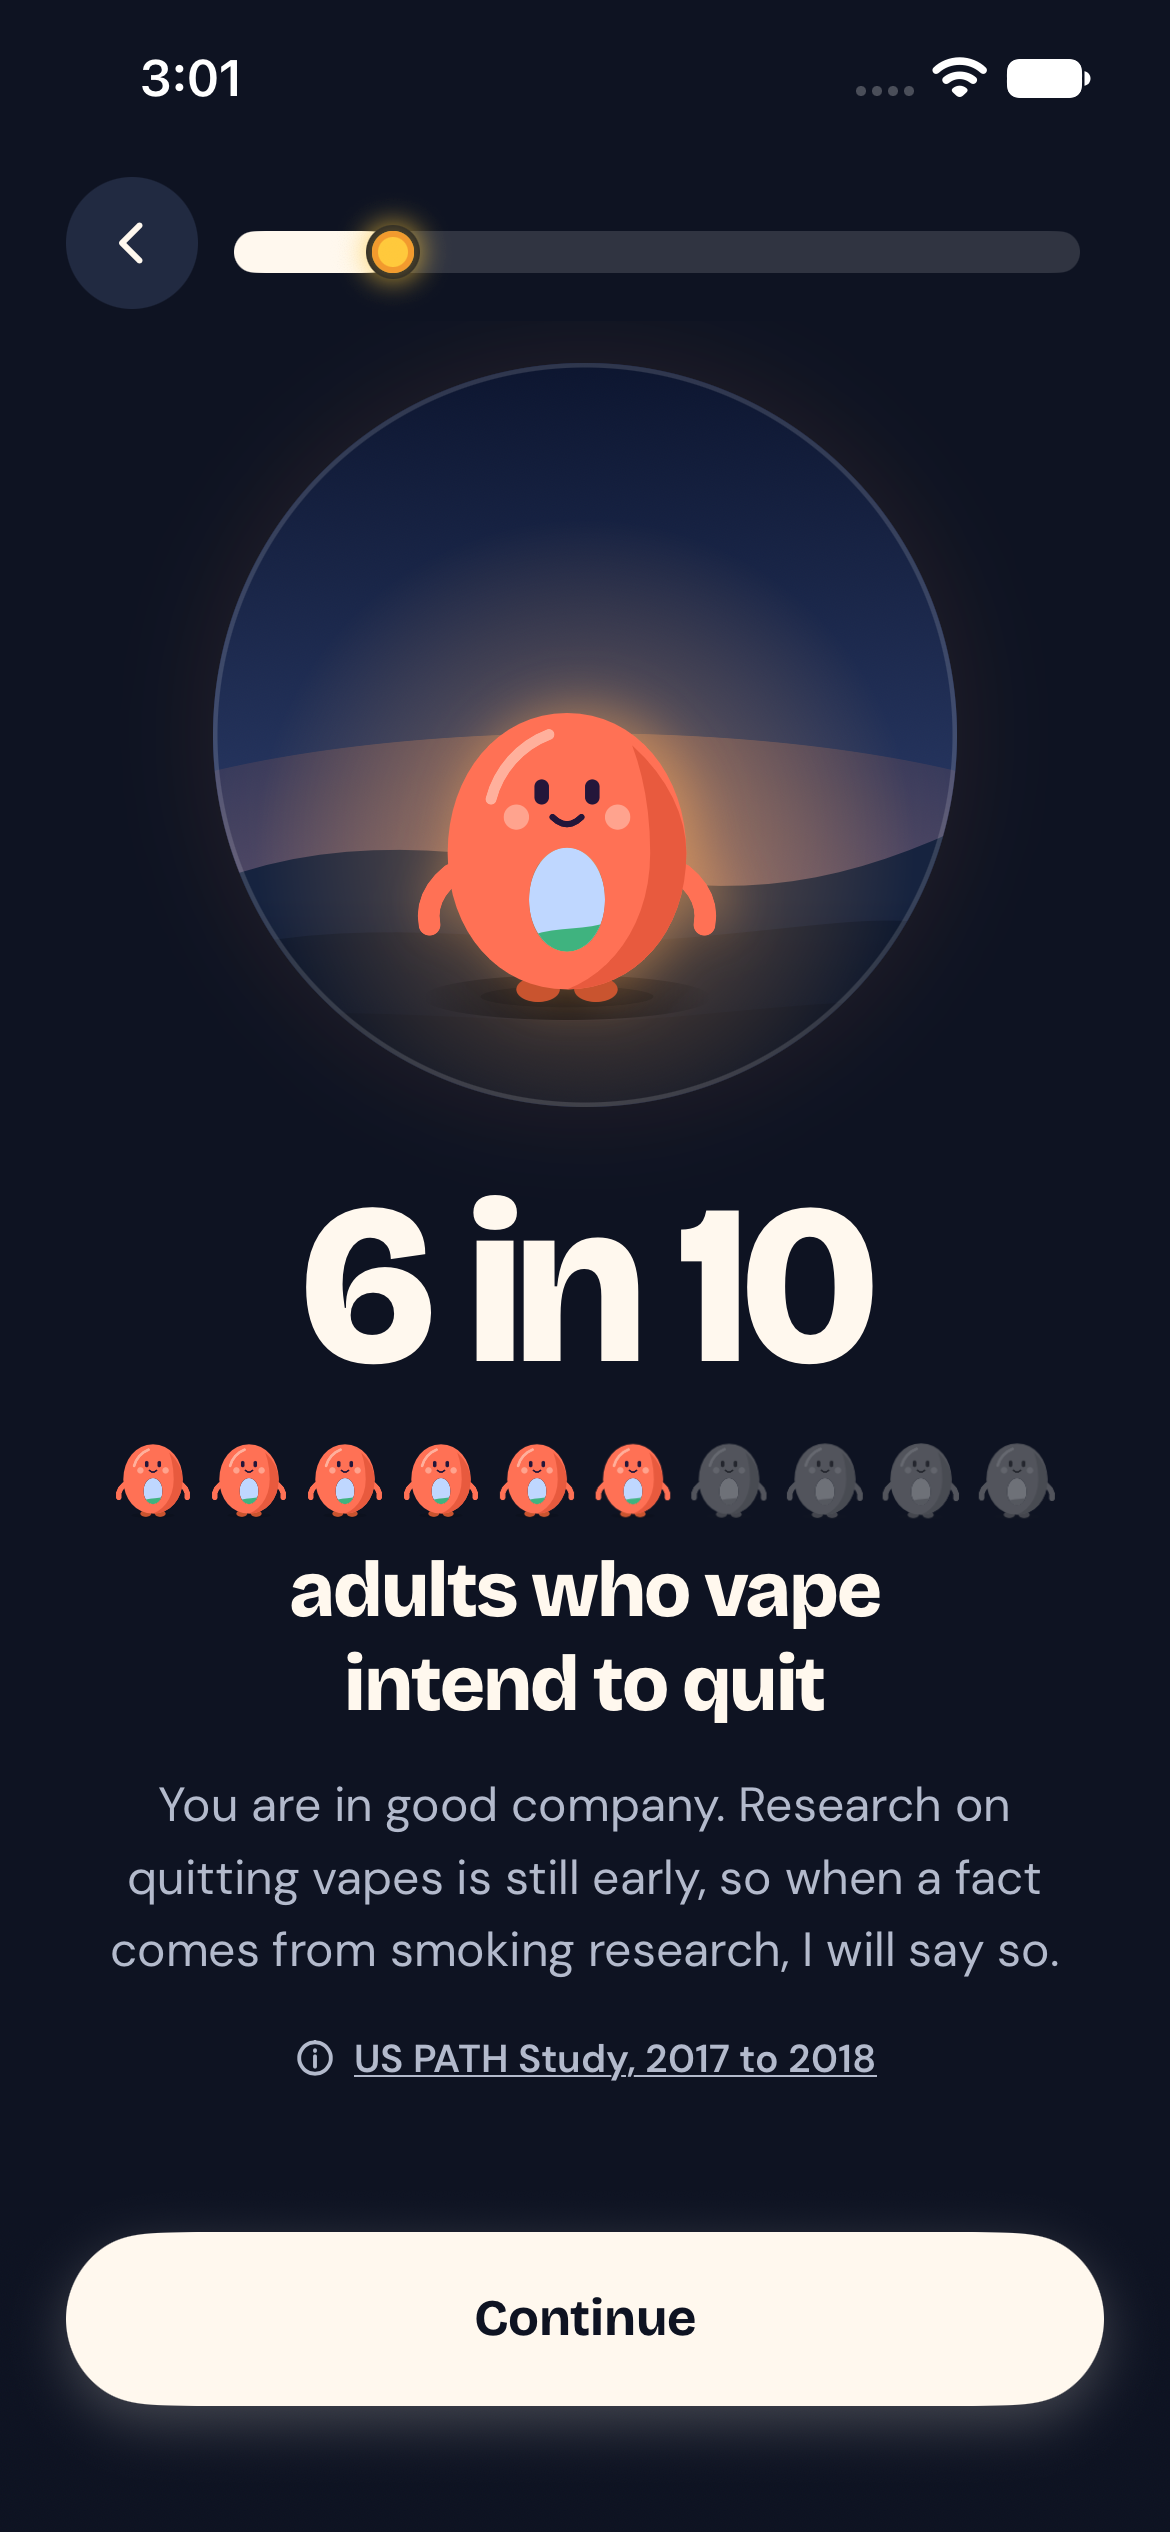 3:01
6 in 10
adults who vape
intend to quit
You are in good company. Research on
quitting vapes is still early, so when a fact
comes from smoking research, I will say so.
US PATH Study, 2017 to 2018
Continue